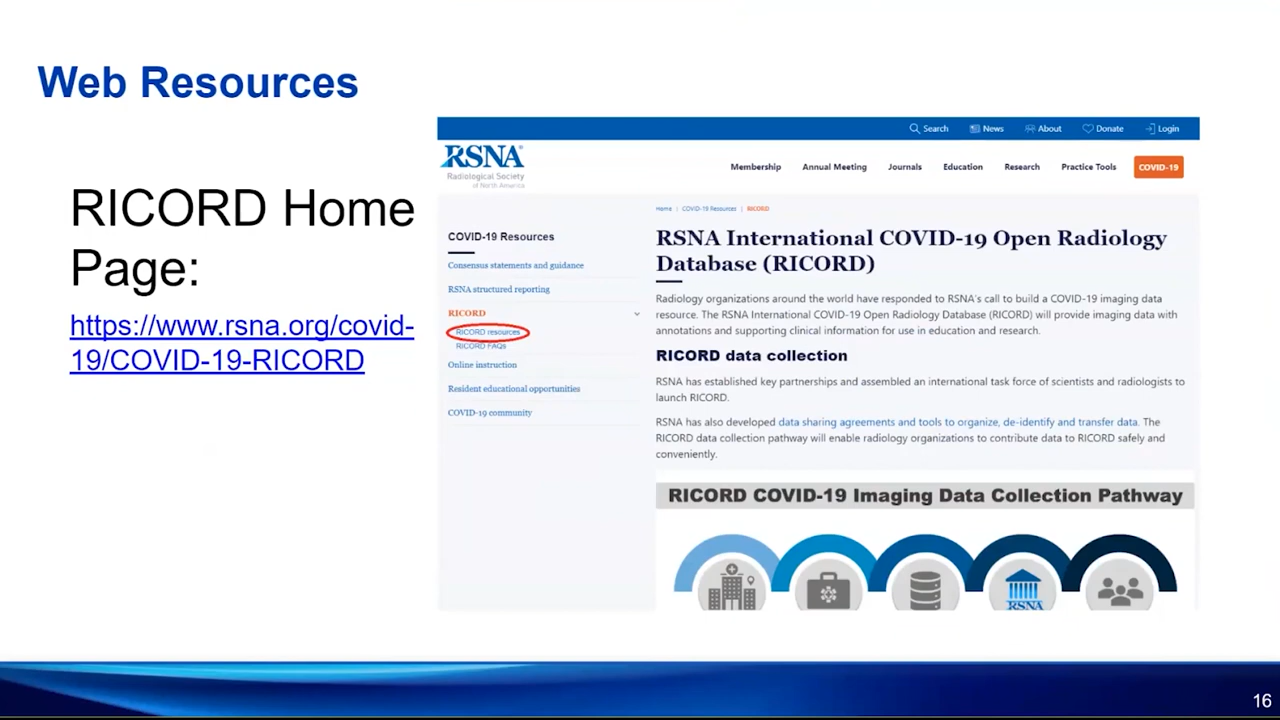 Web Resources
RICORD Home
Page:
https://www.rsna.org/covid-
19/COVID-19-RICORD
Search News About Donate Login
RSNA®
Radiological Society
of North America
Membership Annual Meeting Journals Education Research Practice Tools COVID-19
Home | COVID-19 Resources | RICORD
COVID-19 Resources
Consensus statements and guidance
RSNA structured reporting
RICORD
RICORD resources
RICORD FAQs
Online instruction
Resident educational opportunities
COVID-19 community
RSNA International COVID-19 Open Radiology
Database (RICORD)
Radiology organizations around the world have responded to RSNA's call to build a COVID-19 imaging data
resource. The RSNA International COVID-19 Open Radiology Database (RICORD) will provide imaging data with
annotations and supporting clinical information for use in education and research.
RICORD data collection
RSNA has established key partnerships and assembled an international task force of scientists and radiologists to
launch RICORD.
RSNA has also developed data sharing agreements and tools to organize, de-identify and transfer data. The
RICORD data collection pathway will enable radiology organizations to contribute data to RICORD safely and
conveniently.
RICORD COVID-19 Imaging Data Collection Pathway
RSNA
16